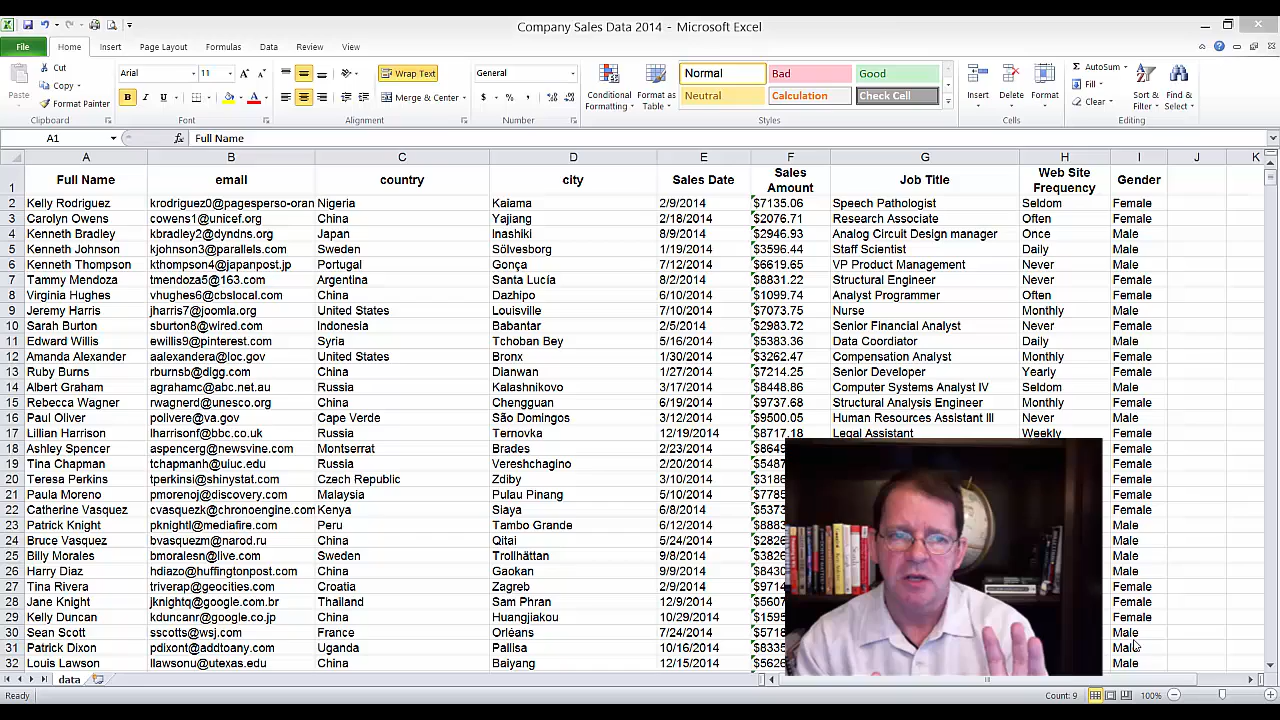 Company Sales Data 2014 - Microsoft Excel
File Home Insert Page Layout Formulas Data Review View
Cut
Copy
Format Painter
Paste
Arial 11
Wrap Text
Merge & Center
General
Conditional Formatting
Format as Table
Normal Bad Good
Neutral Calculation Check Cell
Insert Delete Format
AutoSum
Fill
Clear
Sort & Filter
Find & Select
Clipboard Font Alignment Number Styles Cells Editing
A1 fx Full Name
A B C D E F G H I J K
1 Full Name email country city Sales Date Sales Amount Job Title Web Site Frequency Gender
2 Kelly Rodriguez krodriguez0@pagesperso-oran Nigeria Kaiama 2/9/2014 $7135.06 Speech Pathologist Seldom Female
3 Carolyn Owens cowens1@unicef.org China Yajiang 2/18/2014 $2076.71 Research Associate Often Female
4 Kenneth Bradley kbradley2@dyndns.org Japan Inashiki 8/9/2014 $2946.93 Analog Circuit Design manager Once Male
5 Kenneth Johnson kjohnson3@parallels.com Sweden Sölvesborg 1/19/2014 $3596.44 Staff Scientist Daily Male
6 Kenneth Thompson kthompson4@japanpost.jp Portugal Gonça 7/12/2014 $6619.65 VP Product Management Never Male
7 Tammy Mendoza tmendoza5@163.com Argentina Santa Lucía 8/2/2014 $8831.22 Structural Engineer Never Female
8 Virginia Hughes vhughes6@cbslocal.com China Dazhipo 6/10/2014 $1099.74 Analyst Programmer Often Female
9 Jeremy Harris jharris7@joomla.org United States Louisville 7/10/2014 $7073.75 Nurse Monthly Male
10 Sarah Burton sburton8@wired.com Indonesia Babantar 2/5/2014 $2983.72 Senior Financial Analyst Never Female
11 Edward Willis ewillis9@pinterest.com Syria Tchoban Bey 5/16/2014 $5383.36 Data Coordiator Daily Male
12 Amanda Alexander aalexandera@loc.gov United States Bronx 1/30/2014 $3262.47 Compensation Analyst Monthly Female
13 Ruby Burns rburnsb@digg.com China Dianwan 1/27/2014 $7214.25 Senior Developer Yearly Female
14 Albert Graham agrahamc@abc.net.au Russia Kalashnikovo 3/17/2014 $8448.86 Computer Systems Analyst IV Seldom Male
15 Rebecca Wagner rwagnerd@unesco.org China Chengguan 6/19/2014 $9737.68 Structural Analysis Engineer Monthly Female
16 Paul Oliver polivere@va.gov Cape Verde São Domingos 3/12/2014 $9500.05 Human Resources Assistant III Never Male
17 Lillian Harrison lharrisonf@bbc.co.uk Russia Ternovka 12/19/2014 $8717.18 Legal Assistant Weekly Female
18 Ashley Spencer aspencerg@newsvine.com Montserrat Brades 2/23/2014 $8649 Female
19 Tina Chapman tchapmanh@uiuc.edu Russia Vereshchagino 2/20/2014 $5487 Female
20 Teresa Perkins tperkinsi@shinystat.com Czech Republic Zdiby 3/10/2014 $3186 Female
21 Paula Moreno pmorenoj@discovery.com Malaysia Pulau Pinang 5/10/2014 $7785 Female
22 Catherine Vasquez cvasquezk@chronoengine.com Kenya Siaya 6/8/2014 $5373 Female
23 Patrick Knight pknightl@mediafire.com Peru Tambo Grande 6/12/2014 $8883 Male
24 Bruce Vasquez bvasquezm@narod.ru China Qitai 5/24/2014 $2826 Male
25 Billy Morales bmoralesn@live.com Sweden Trollhättan 9/8/2014 $3826 Male
26 Harry Diaz hdiazo@huffingtonpost.com China Gaokan 9/9/2014 $8430 Male
27 Tina Rivera triverap@geocities.com Croatia Zagreb 2/9/2014 $9714 Female
28 Jane Knight jknightq@google.com.br Thailand Sam Phran 12/9/2014 $5607 Female
29 Kelly Duncan kduncanr@google.co.jp China Huangjiakou 10/29/2014 $1595 Female
30 Sean Scott sscotts@wsj.com France Orléans 7/24/2014 $5718 Male
31 Patrick Dixon pdixont@addtoany.com Uganda Pallisa 10/16/2014 $8335 Male
32 Louis Lawson llawsonu@utexas.edu China Baiyang 12/15/2014 $5626 Male
data
Ready Count: 9 100%